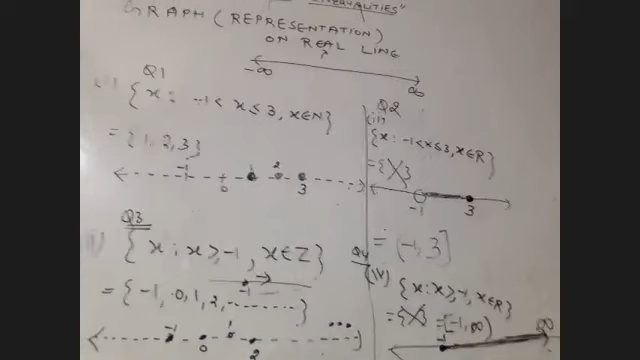 INEQUALITIES"
GRAPH (REPRESENTATION)
ON REAL LINE
-∞ ∞
Q1
{x: -1 < x ≤ 3, x∈N}
= {1, 2, 3}
-1 0 1 2 3
Q2
(ii)
{x: -1 < x ≤ 3, x∈R}
= {X}
-1 3
= (-1, 3]
Q3
{x : x ≥ -1, x∈Z}
-1
= {-1, 0, 1, 2, ........}
-1 0 1 2 ...
Q4
(iv) {x: x ≥ -1, x∈R}
= {X} = [-1, ∞)
-1 ∞